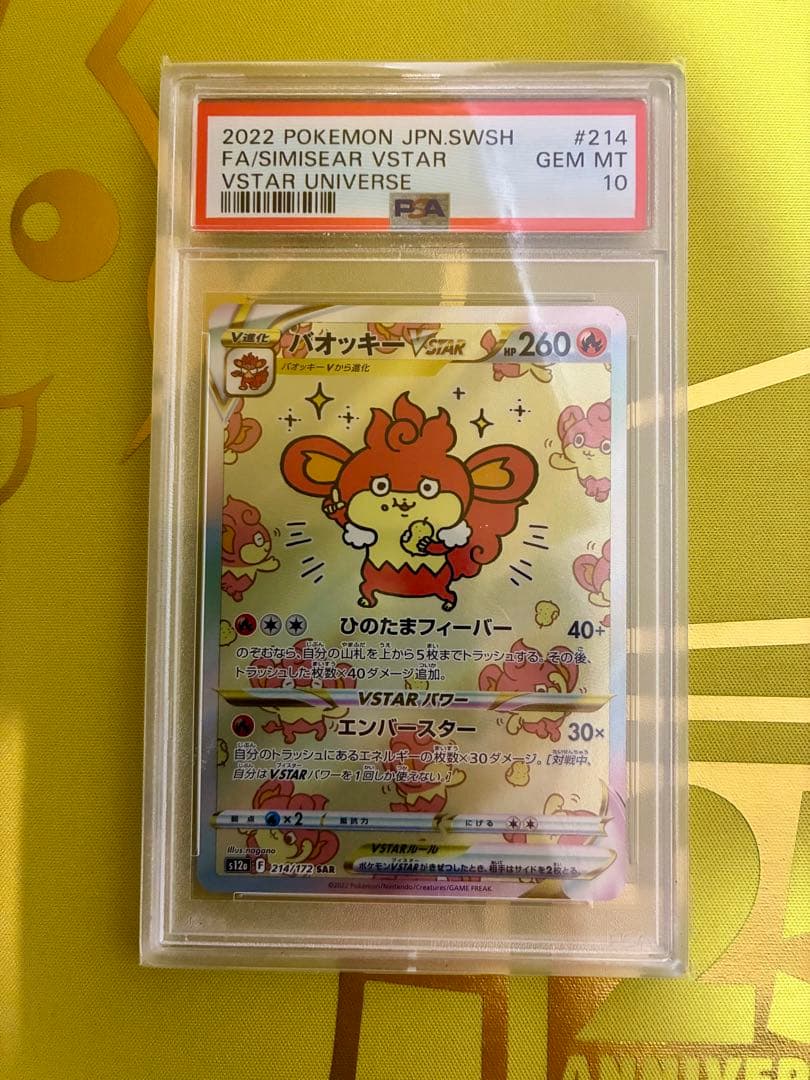 2022 POKEMON JPN.SWSH #214
FA/SIMISEAR VSTAR GEM MT
VSTAR UNIVERSE 10
PSA
V進化 バオッキー VSTAR HP 260
バオッキーVから進化
ひのたまフィーバー 40+
のぞむなら、自分の山札を上から5枚までトラッシュする。その後、
トラッシュした枚数×40ダメージ追加。
VSTARパワー
エンバースター 30×
自分のトラッシュにあるエネルギーの枚数×30ダメージ。[対戦中、
自分はVSTARパワーを1回しか使えない。]
弱点 ×2 抵抗力 にげる
Illus. nagano
VSTARルール
s12a F 214/172 SAR
ポケモンVSTARがきぜつしたとき、相手はサイドを2枚とる。
©2022 Pokémon/Nintendo/Creatures/GAME FREAK.
25
ANNIVER